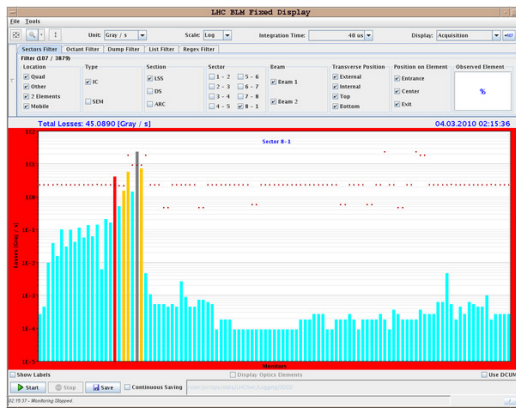 LHC BLM Fixed Display
File Tools
Unit: Gray / s Scale: Log Integration Time: 40 us Display: Acquisition
Sectors Filter Octant Filter Dump Filter List Filter Regex Filter
Filter (107 / 3879)
Location Type Section Sector Beam Transverse Position Position on Element Observed Element
Quad IC LSS 1 - 2 5 - 6 Beam 1 External Entrance %
Other 2 - 3 6 - 7 Internal
2 Elements DS 3 - 4 7 - 8 Top Center
Mobile SEM ARC 4 - 5 8 - 1 Beam 2 Bottom Exit
Total Losses: 45.0890 [Gray / s] 04.03.2010 02:15:36
Sector 8-1
Losses [Gray / s]
Monitors
Show Labels Display Optics Elements Use DCUM
Start Stop Save Continuous Saving
02:15:37 - Monitoring Stopped.